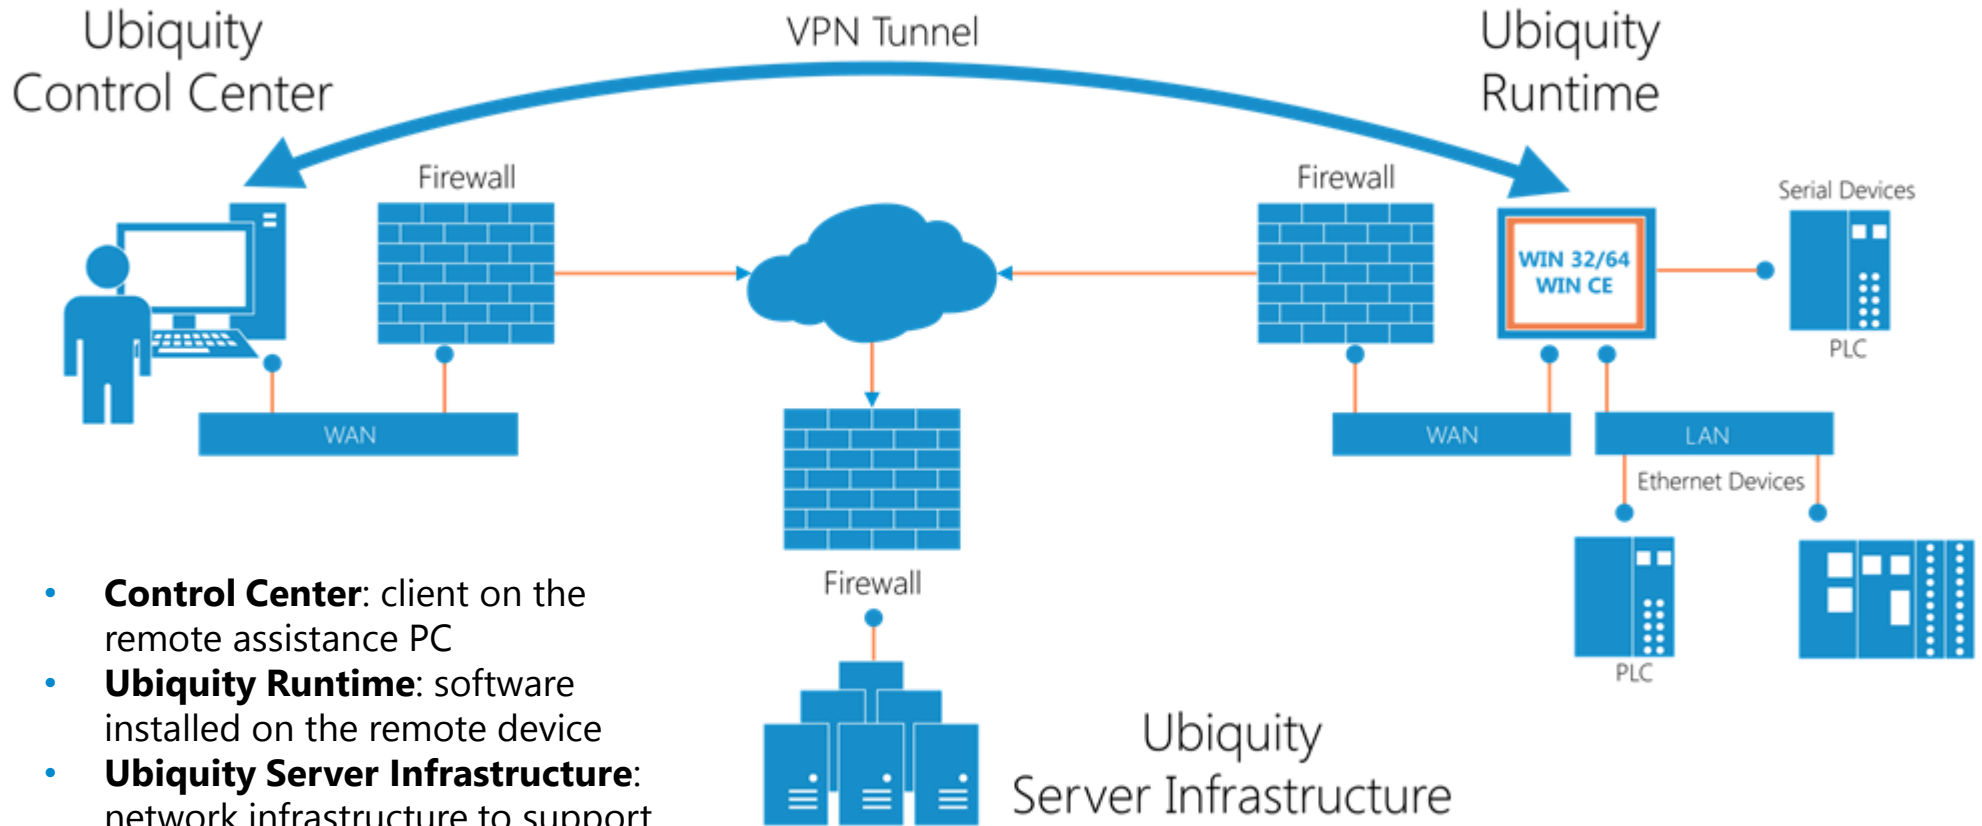 Ubiquity
Control Center
VPN Tunnel
Ubiquity
Runtime
Firewall
Firewall
Serial Devices
WIN 32/64
WIN CE
PLC
WAN
WAN
LAN
Ethernet Devices
PLC
Firewall
• Control Center: client on the
remote assistance PC
• Ubiquity Runtime: software
installed on the remote device
• Ubiquity Server Infrastructure:
network infrastructure to support
Ubiquity
Server Infrastructure